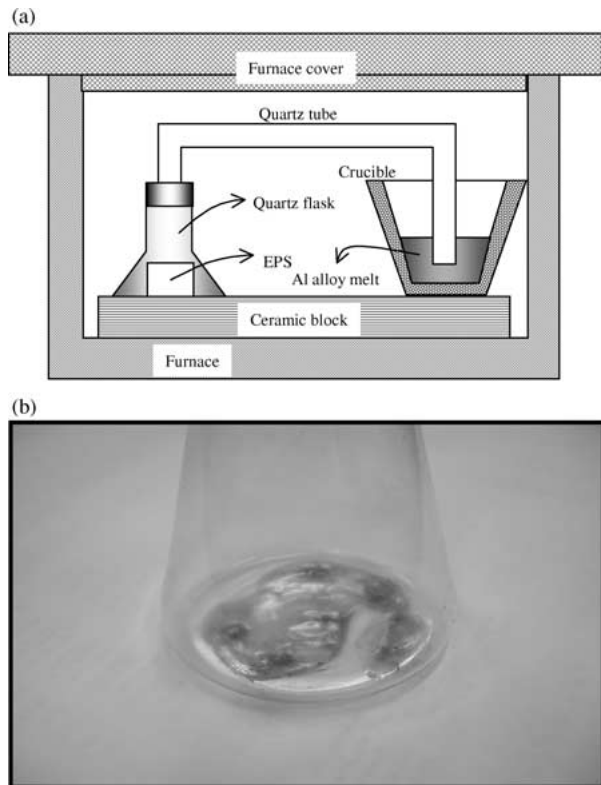 (a)
Furnace cover
Quartz tube
Crucible
Quartz flask
EPS
Al alloy melt
Ceramic block
Furnace
(b)